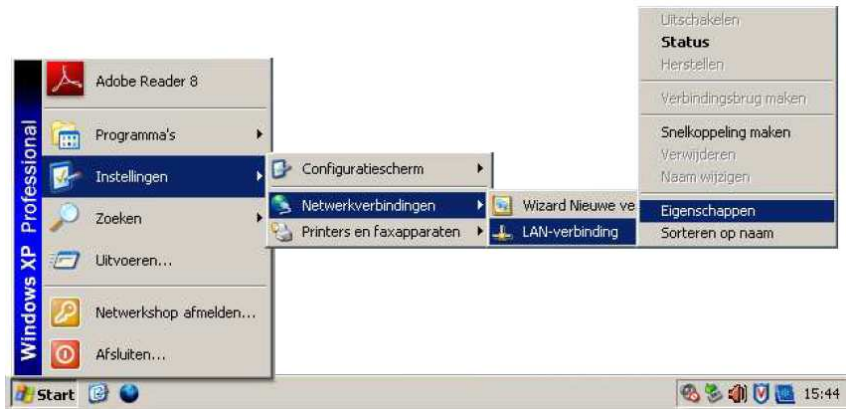 Adobe Reader 8
Programma's
Instellingen
Zoeken
Uitvoeren...
Netwerkshop afmelden...
Afsluiten...
Windows XP Professional
Configuratiescherm
Netwerkverbindingen
Printers en faxapparaten
Wizard Nieuwe ve
LAN-verbinding
Uitschakelen
Status
Herstellen
Verbindingsbrug maken
Snelkoppeling maken
Verwijderen
Naam wijzigen
Eigenschappen
Sorteren op naam
Start
15:44